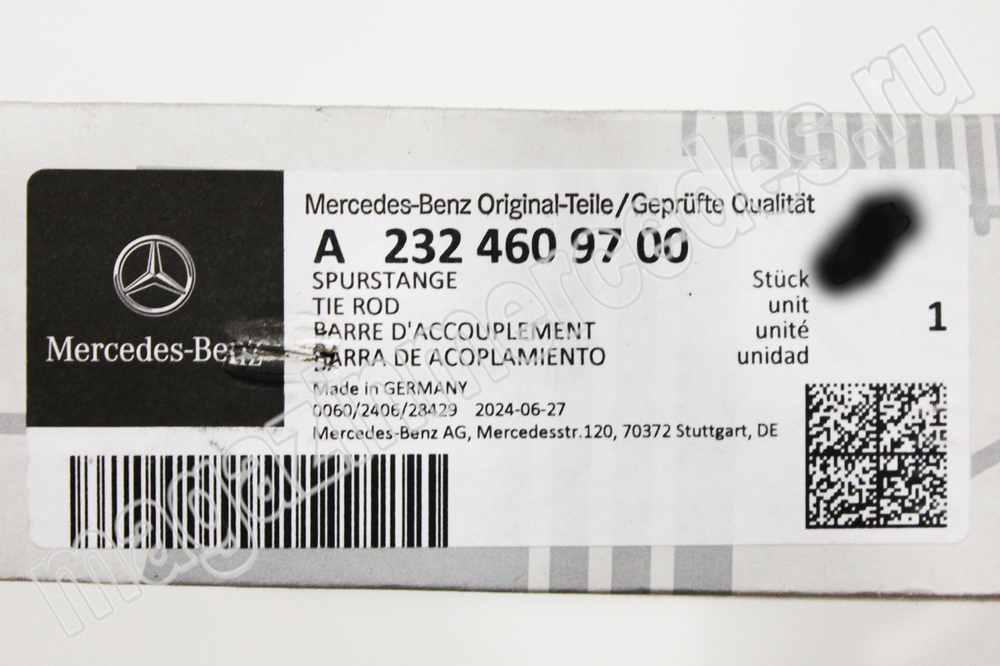 Mercedes-Benz Original-Teile/Geprüfte Qualität
A 232 460 97 00
SPURSTANGE
TIE ROD
BARRE D'ACCOUPLEMENT
BARRA DE ACOPLAMIENTO
Stück
unit
unité
unidad
1
Made in GERMANY
0060/2406/28429 2024-06-27
Mercedes-Benz AG, Mercedesstr.120, 70372 Stuttgart, DE
Mercedes-Benz
magazinmercedes.ru